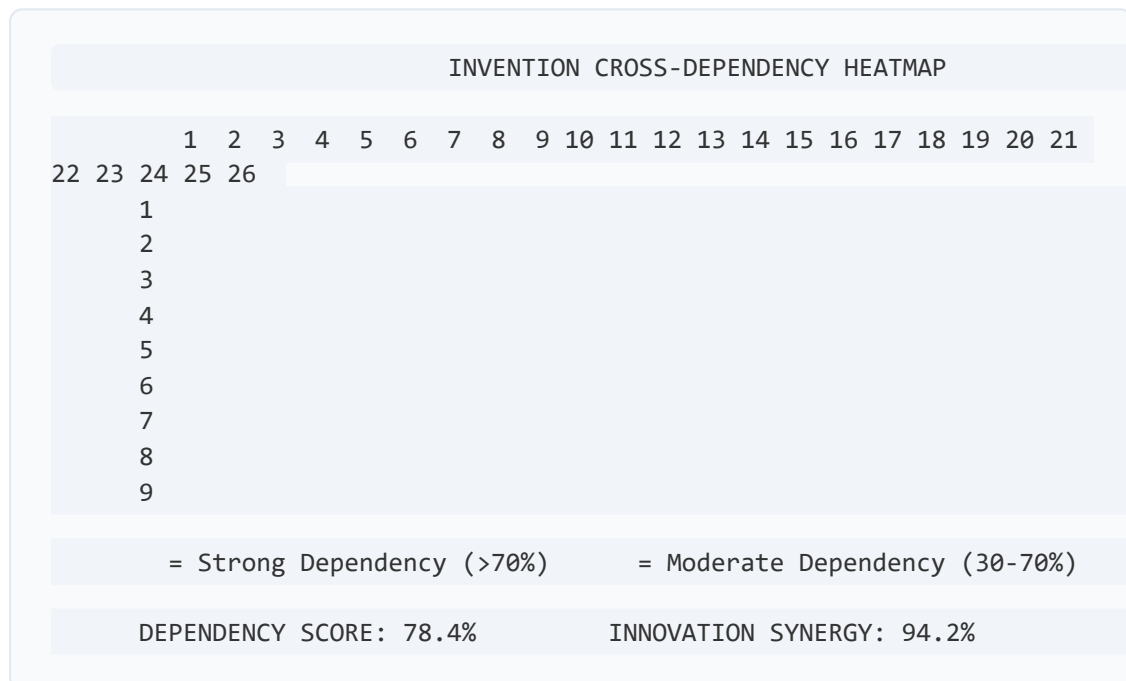 INVENTION CROSS-DEPENDENCY HEATMAP
1 2 3 4 5 6 7 8 9 10 11 12 13 14 15 16 17 18 19 20 21
22 23 24 25 26
1
2
3
4
5
6
7
8
9
= Strong Dependency (>70%) = Moderate Dependency (30-70%)
DEPENDENCY SCORE: 78.4% INNOVATION SYNERGY: 94.2%